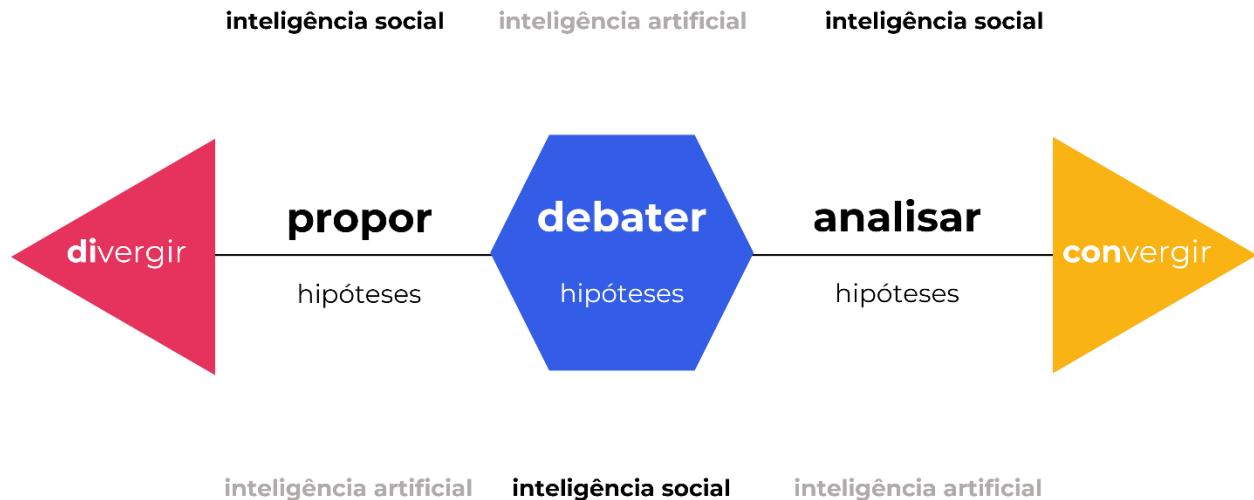 inteligência social
inteligência artificial
inteligência social
propor
debater
analisar
divergir
convergir
hipóteses
hipóteses
hipóteses
inteligência artificial
inteligência social
inteligência artificial